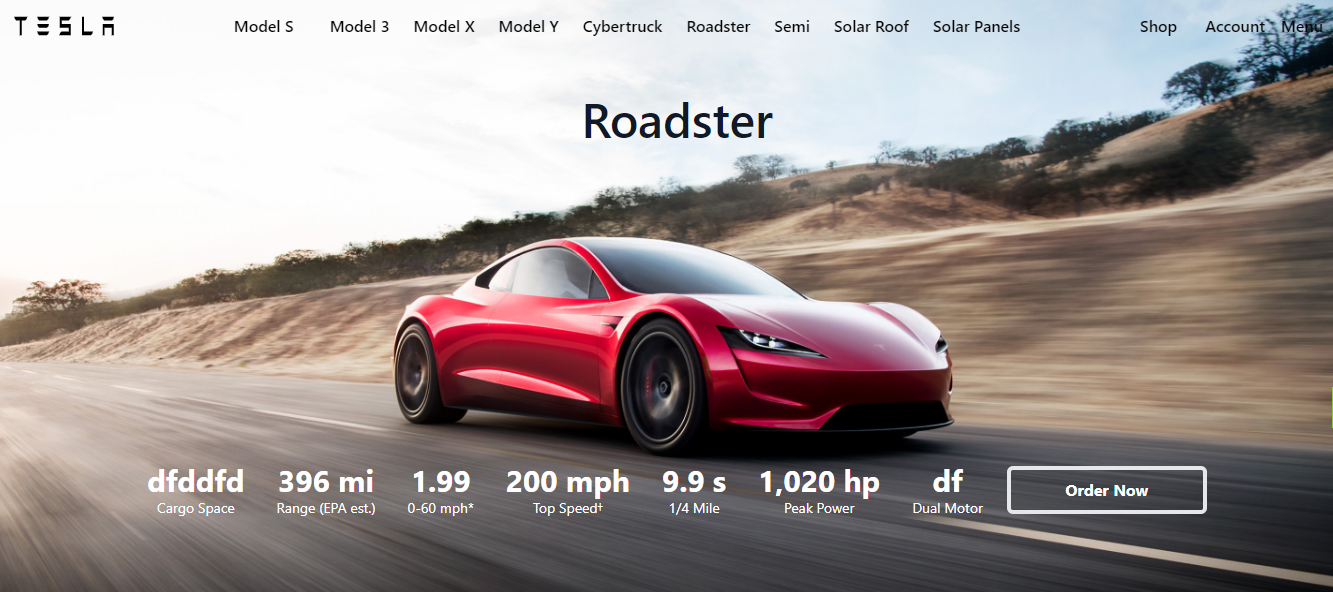 TESLA Model S Model 3 Model X Model Y Cybertruck Roadster Semi Solar Roof Solar Panels Shop Account Menu
Roadster
dfddfd 396 mi 1.99 200 mph 9.9 s 1,020 hp df
Cargo Space Range (EPA est.) 0-60 mph* Top Speed† 1/4 Mile Peak Power Dual Motor
Order Now